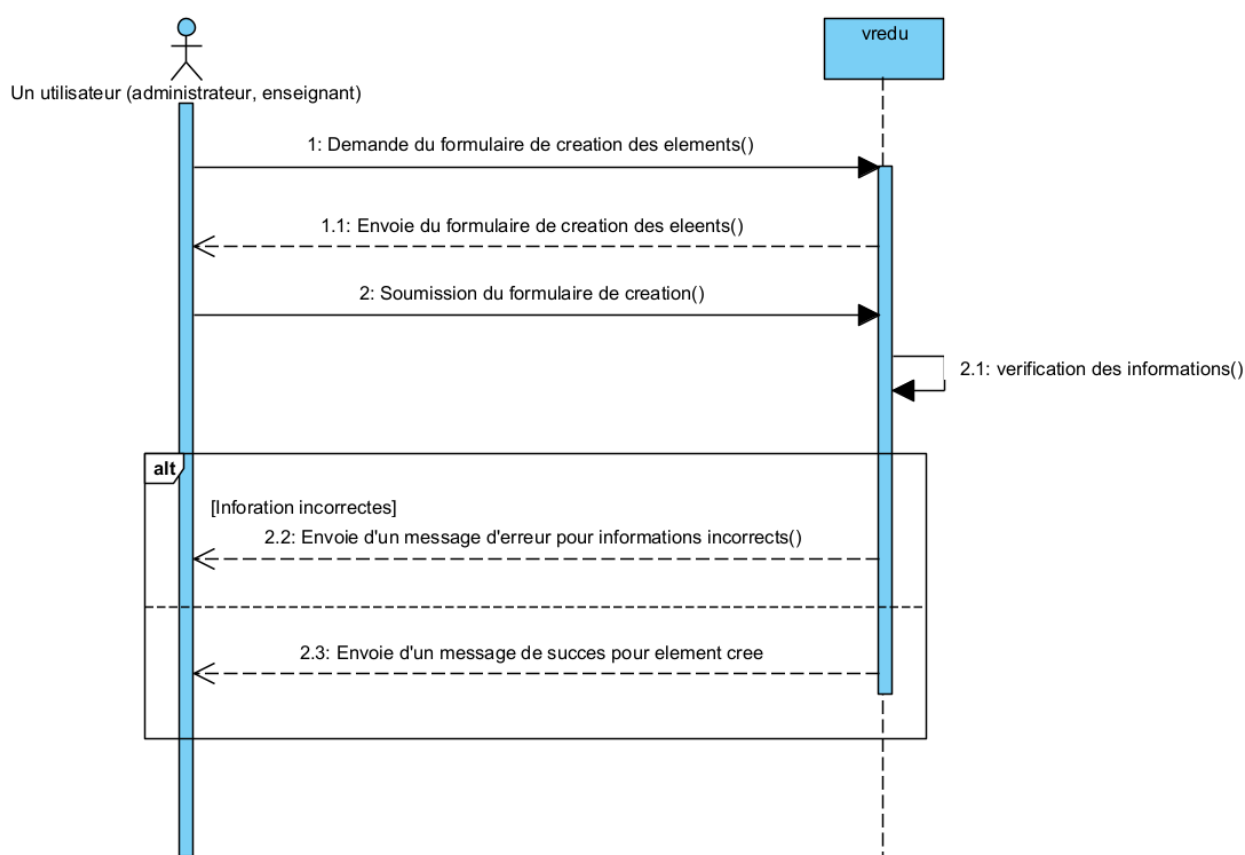 vredu
Un utilisateur (administrateur, enseignant)
1: Demande du formulaire de creation des elements()
1.1: Envoie du formulaire de creation des eleents()
2: Soumission du formulaire de creation()
2.1: verification des informations()
alt
[Inforation incorrectes]
2.2: Envoie d'un message d'erreur pour informations incorrects()
2.3: Envoie d'un message de succes pour element cree